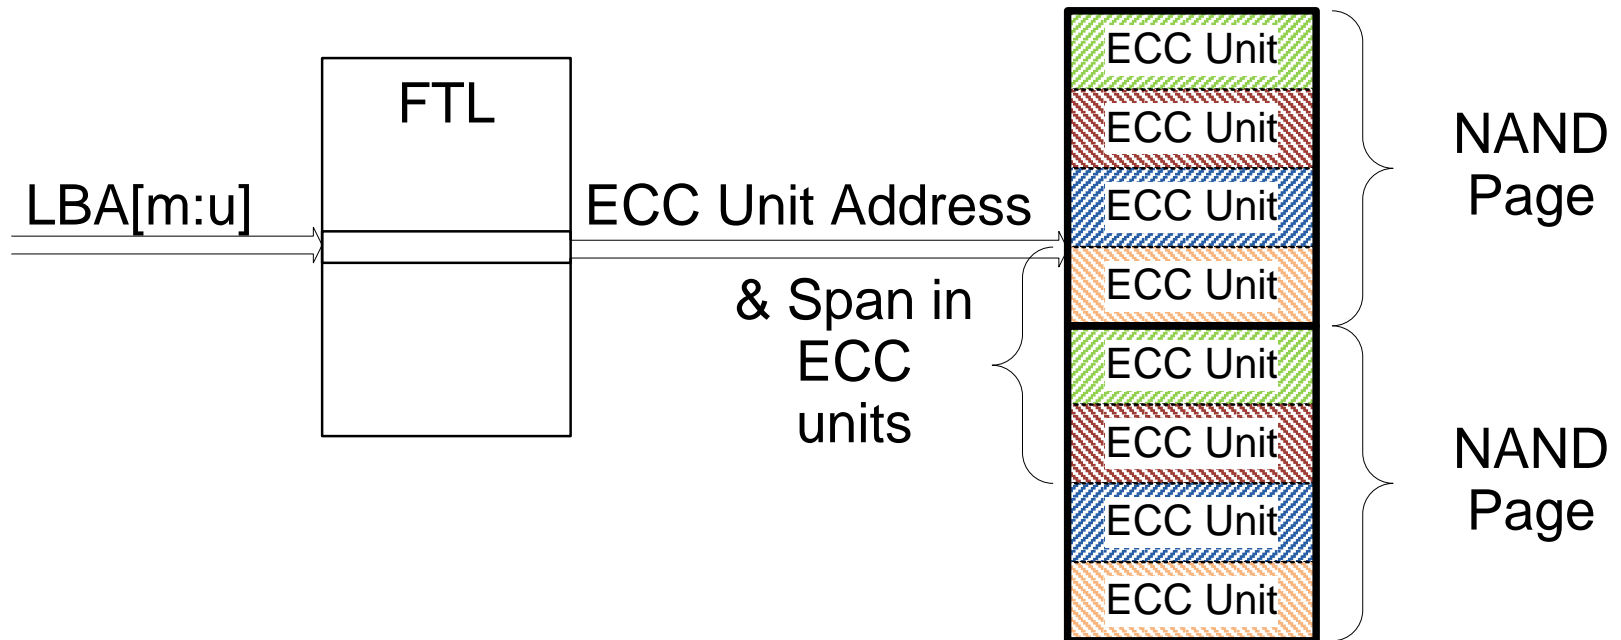 FTL
LBA[m:u]
ECC Unit Address
& Span in
ECC
units
ECC Unit
ECC Unit
ECC Unit
ECC Unit
ECC Unit
ECC Unit
ECC Unit
ECC Unit
NAND
Page
NAND
Page